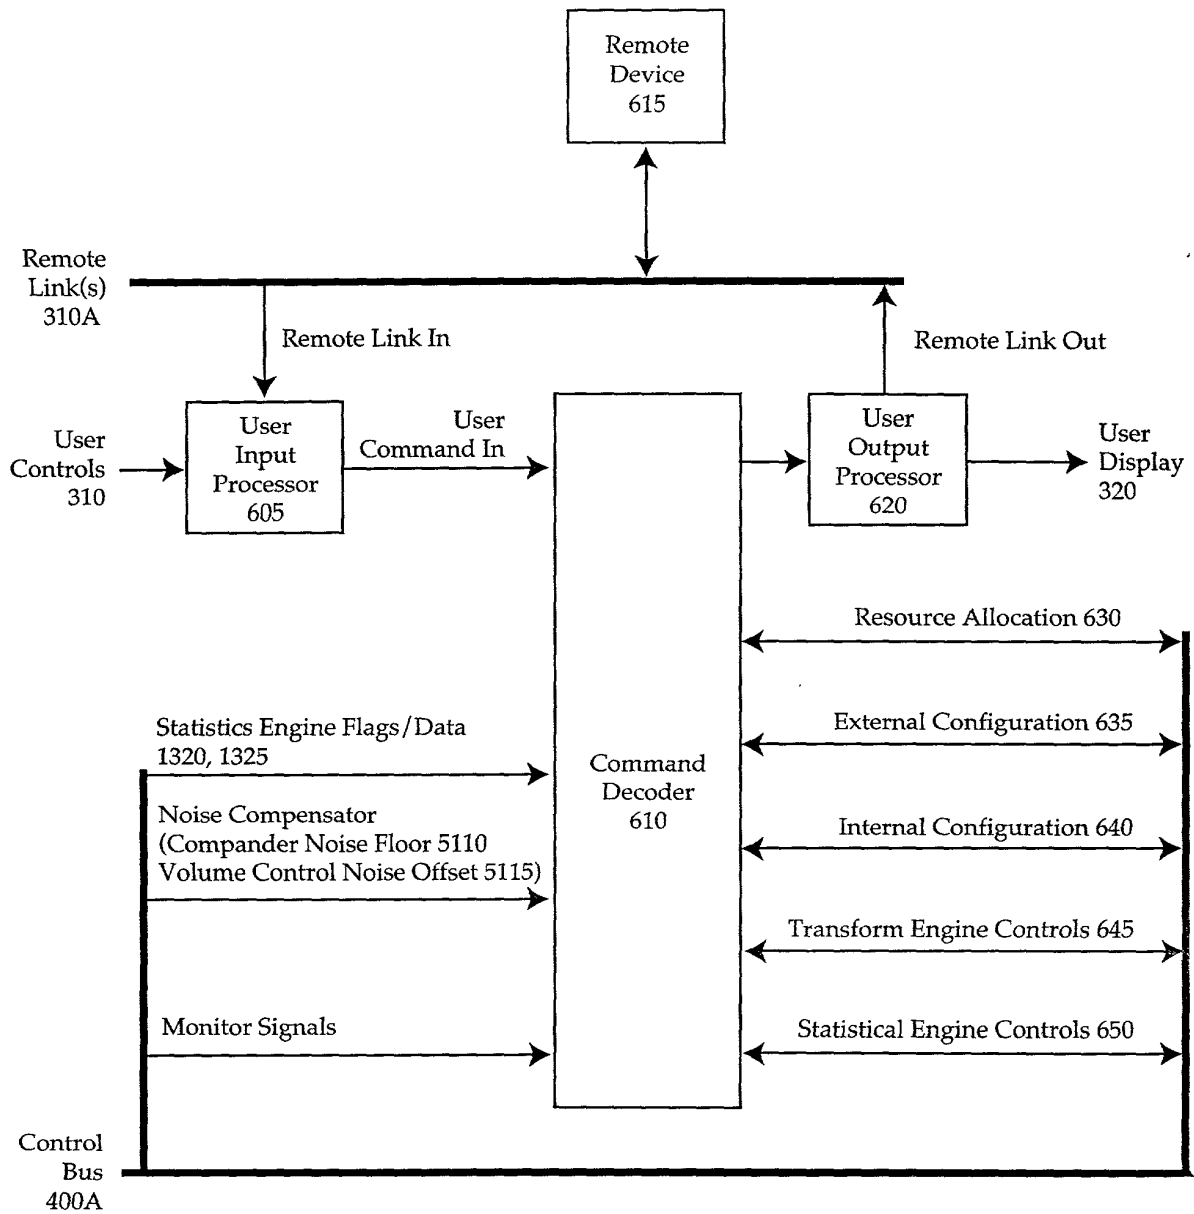 Remote
Device
615
Remote
Link(s)
310A
Remote Link In
Remote Link Out
User
Controls
310
User
Input
Processor
605
User
Command In
User
Output
Processor
620
User
Display
320
Resource Allocation 630
Statistics Engine Flags/Data
1320, 1325
External Configuration 635
Command
Decoder
610
Noise Compensator
(Compander Noise Floor 5110
Volume Control Noise Offset 5115)
Internal Configuration 640
Transform Engine Controls 645
Monitor Signals
Statistical Engine Controls 650
Control
Bus
400A